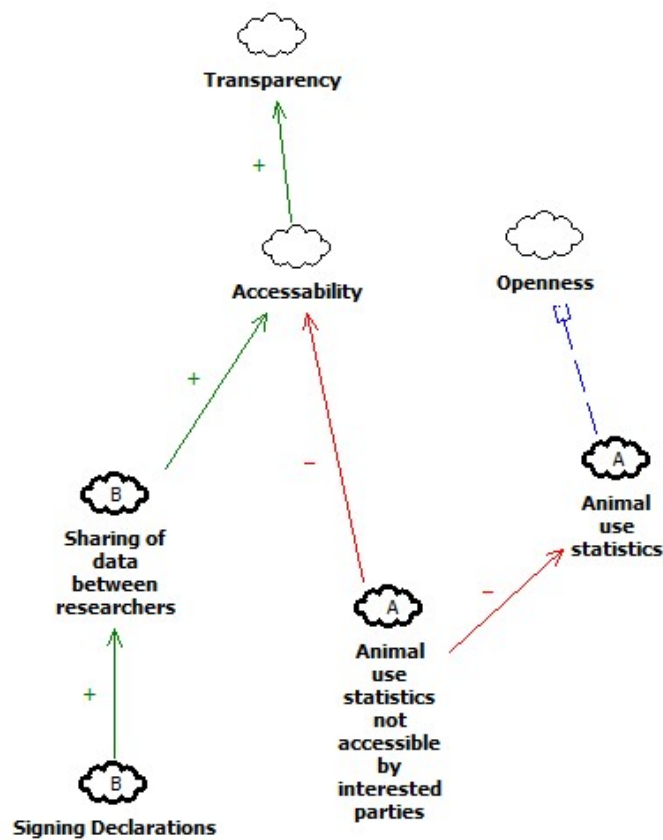 Transparency
+
Accessability
Openness
+
-
A
Animal
use
statistics
B
Sharing of
data
between
researchers
-
A
Animal
use
statistics
not
accessible
by
interested
parties
+
B
Signing Declarations